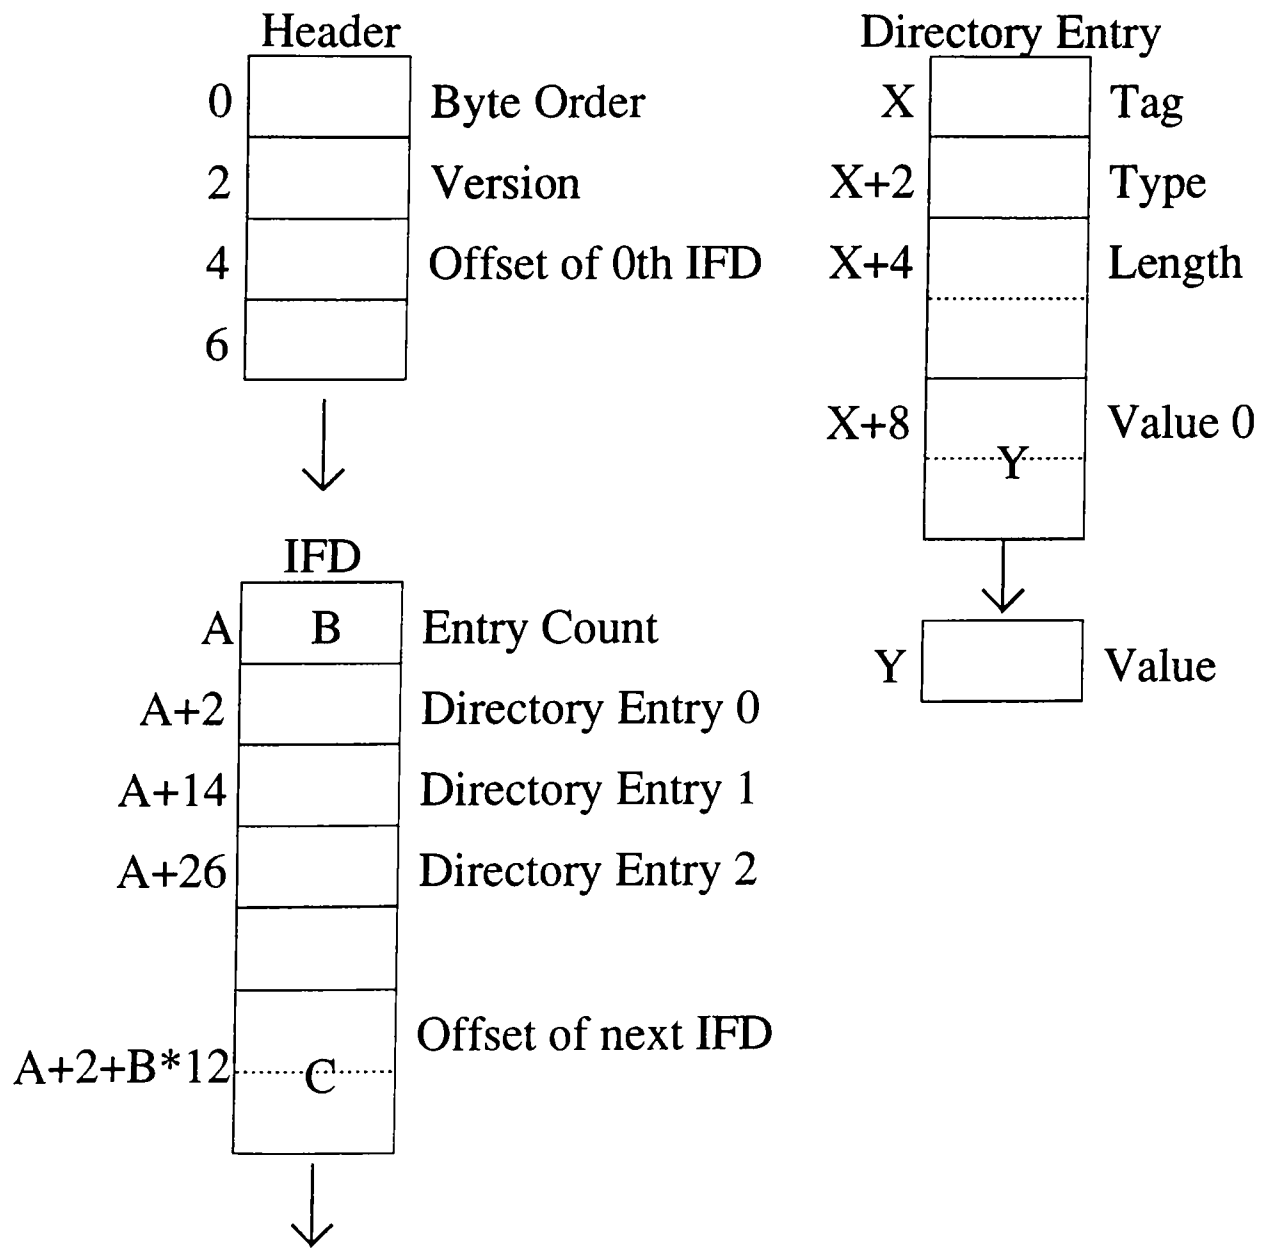 Header
0 Byte Order
2 Version
4 Offset of 0th IFD
6
IFD
A B Entry Count
A+2 Directory Entry 0
A+14 Directory Entry 1
A+26 Directory Entry 2
Offset of next IFD
A+2+B*12 C
Directory Entry
X Tag
X+2 Type
X+4 Length
X+8 Value 0
Y
Y Value